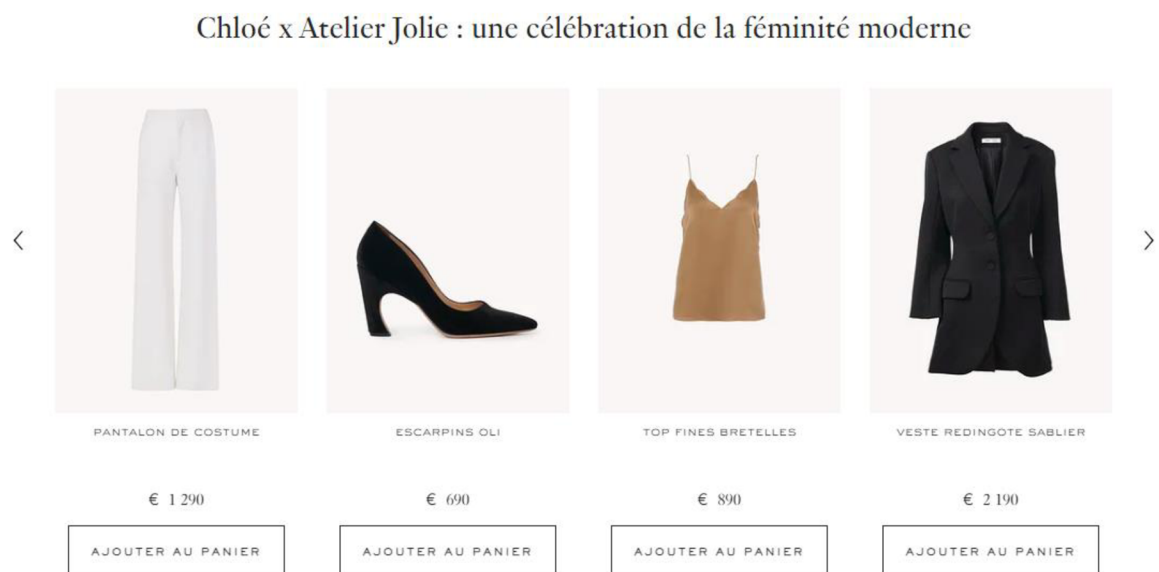 Chloé x Atelier Jolie : une célébration de la féminité moderne
PANTALON DE COSTUME
ESCARPINS OLI
TOP FINES BRETELLES
VESTE REDINGOTE SABLIER
€ 1 290
€ 690
€ 890
€ 2 190
AJOUTER AU PANIER
AJOUTER AU PANIER
AJOUTER AU PANIER
AJOUTER AU PANIER